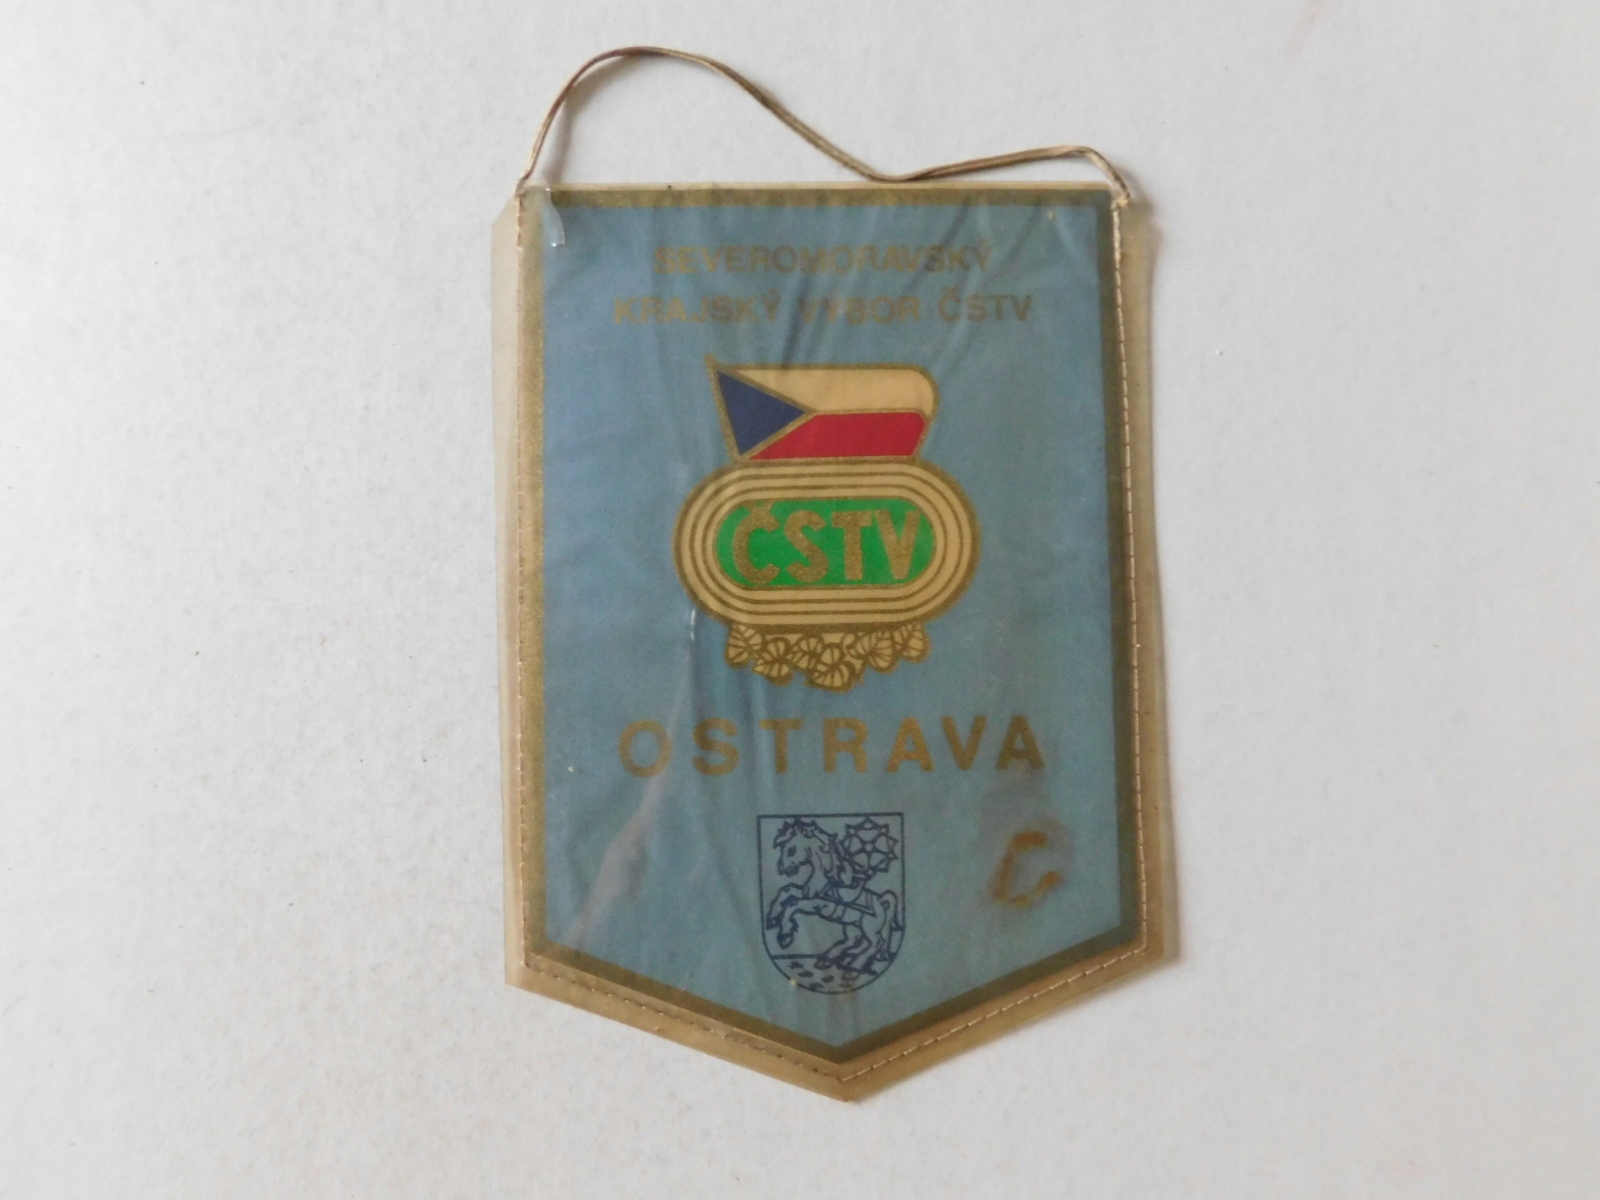 SEVEROMORAVSKÝ
KRAJSKÝ VÝBOR ČSTV
ČSTV
OSTRAVA